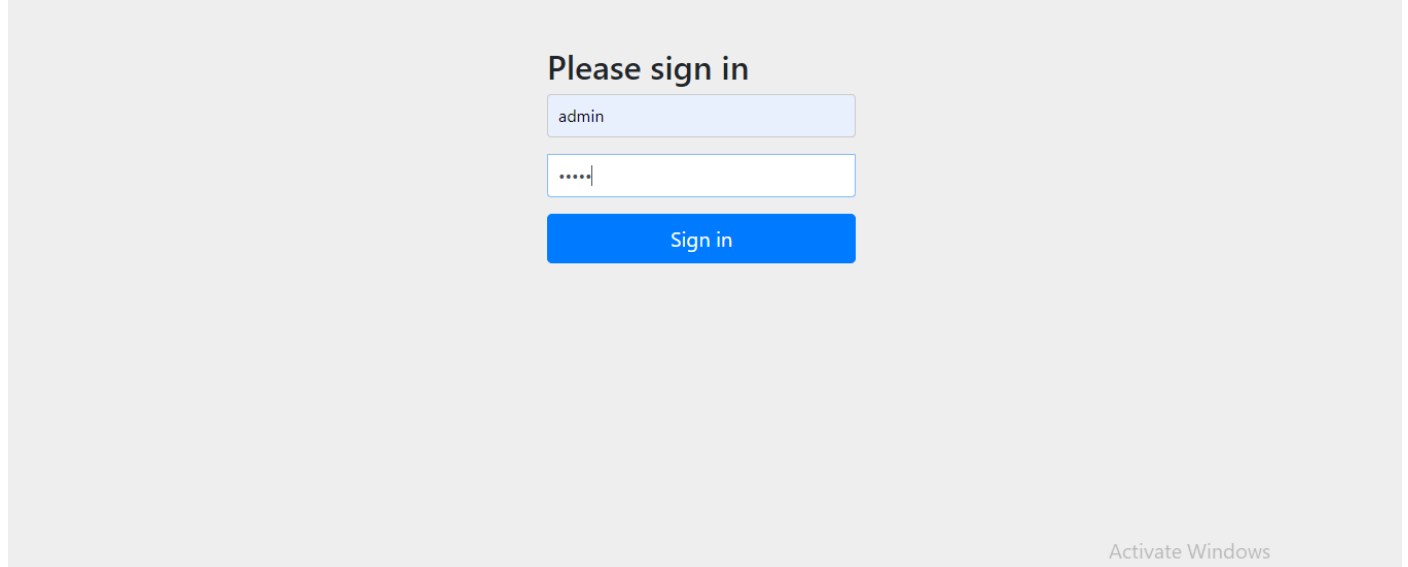 Please sign in
admin
•••••
Sign in
Activate Windows